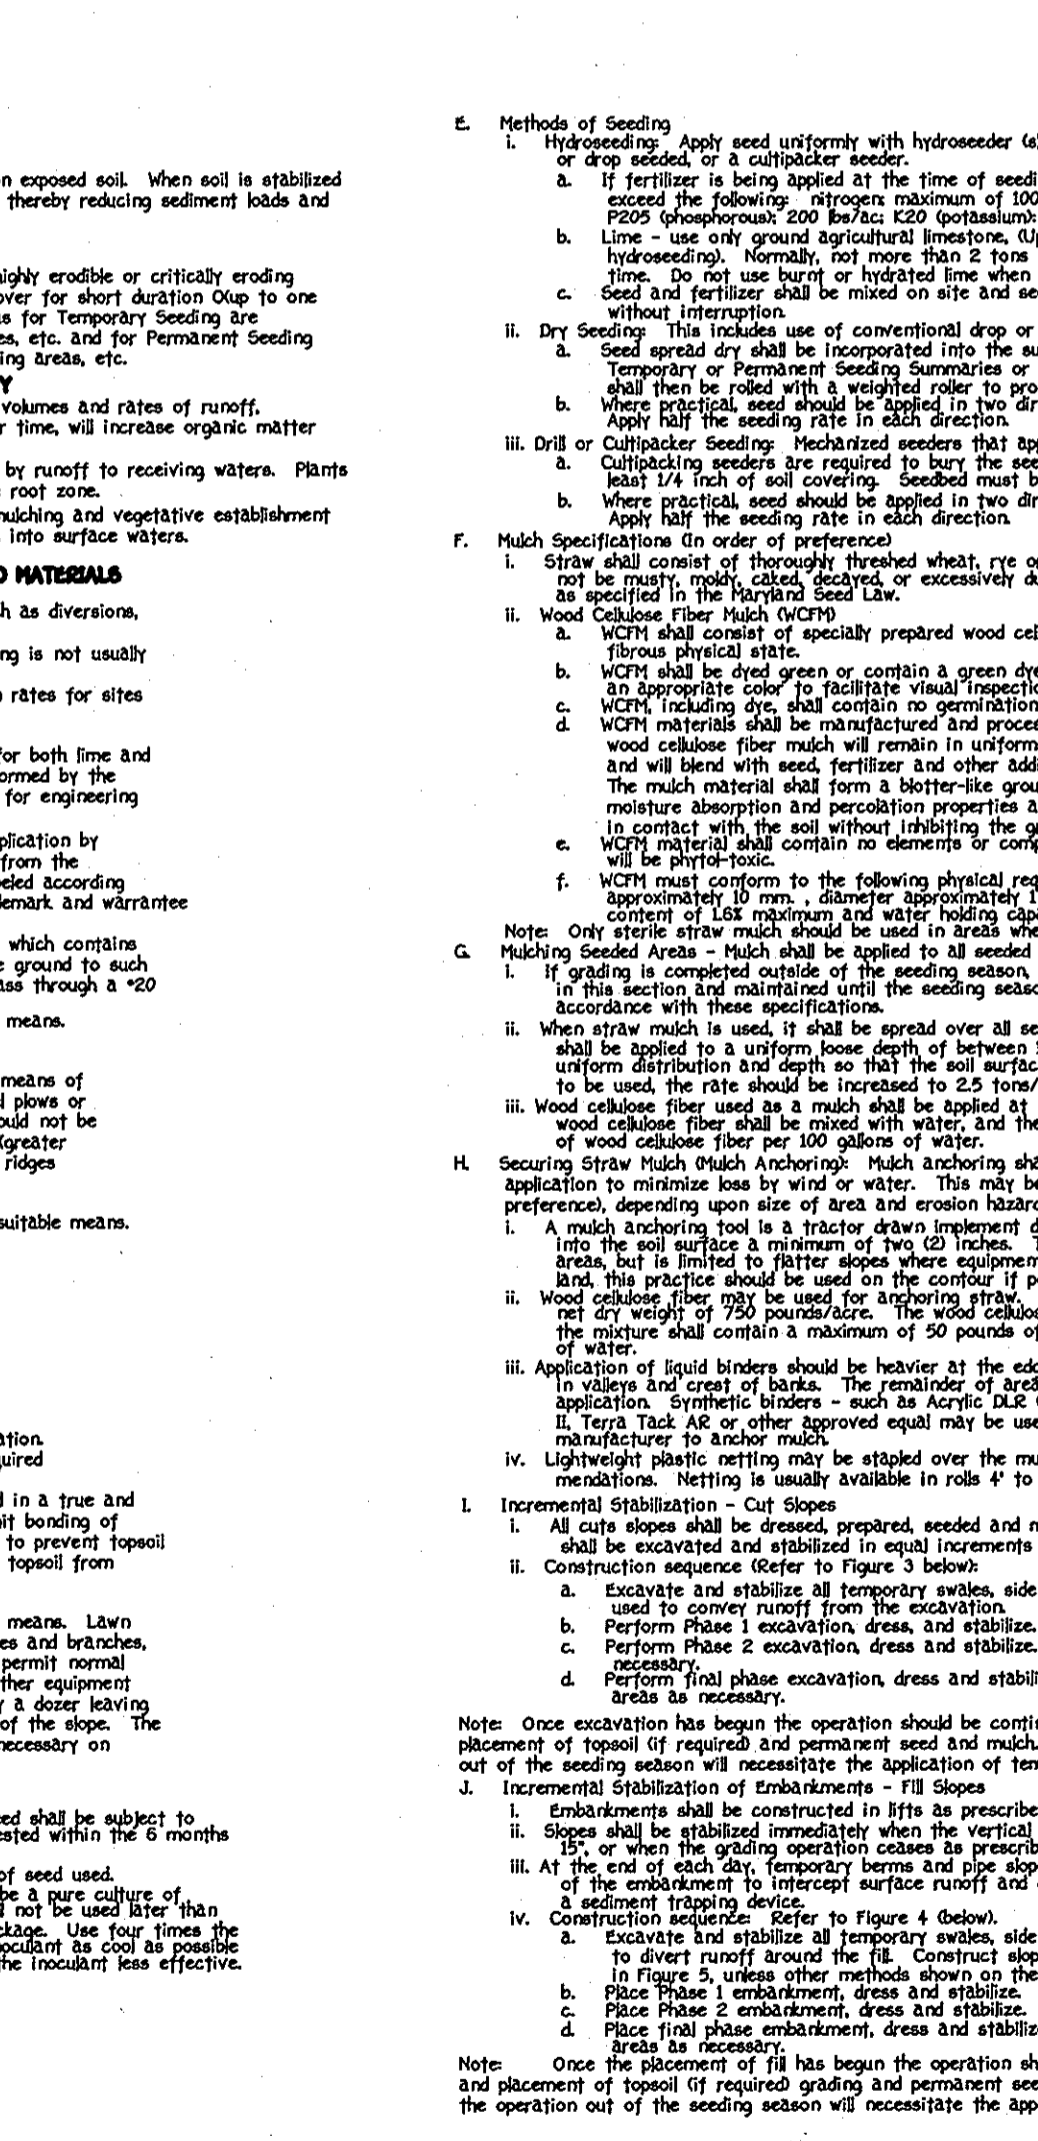 n exposed soil. When soil is stabilized
thereby reducing sediment loads and
highly erodible or critically eroding
over for short duration (Xup to one
s for Temporary Seeding are
es, etc. and for Permanent Seeding
ing areas, etc.
Y
volumes and rates of runoff,
r time, will increase organic matter
by runoff to receiving waters. Plants
root zone.
mulching and vegetative establishment
into surface waters.
MATERIALS
h as diversions,
ng is not usually
rates for sites
for both lime and
ormed by the
for engineering
plication by
from the
eled according
demark and warrantee
which contains
e ground to such
ass through a #20
means.
means of
d plows or
ould not be
(greater
ridges
suitable means.
ation.
uired
d in a true and
it bonding of
to prevent topsoil
topsoil from
means. Lawn
es and branches,
permit normal
ther equipment
y a dozer leaving
of the slope. The
necessary on
ed shall be subject to
ested within the 6 months
of seed used.
be a pure culture of
not be used later than
ckage. Use four times the
oculant as cool as possible
the inoculant less effective.
E. Methods of Seeding
i. Hydroseeding: Apply seed uniformly with hydroseeder (s
or drop seeded, or a cultipacker seeder.
a. If fertilizer is being applied at the time of seedi
exceed the following: nitrogen: maximum of 100
P205 (phosphorous): 200 lbs/ac; K20 (potassium):
b. Lime - use only ground agricultural limestone, (Up
hydroseeding). Normally, not more than 2 tons
time. Do not use burnt or hydrated lime when
c. Seed and fertilizer shall be mixed on site and se
without interruption.
ii. Dry Seeding: This includes use of conventional drop or
a. Seed spread dry shall be incorporated into the su
Temporary or Permanent Seeding Summaries or
shall then be rolled with a weighted roller to pro
b. Where practical, seed should be applied in two dir
Apply half the seeding rate in each direction.
iii. Drill or Cultipacker Seeding: Mechanized seeders that ap
a. Cultipacking seeders are required to bury the see
least 1/4 inch of soil covering. Seedbed must b
b. Where practical, seed should be applied in two dir
Apply half the seeding rate in each direction.
F. Mulch Specifications (In order of preference)
i. Straw shall consist of thoroughly threshed wheat, rye o
not be musty, moldy, caked, decayed, or excessively du
as specified in the Maryland Seed Law.
ii. Wood Cellulose Fiber Mulch (WCFM)
a. WCFM shall consist of specially prepared wood cel
fibrous physical state.
b. WCFM shall be dyed green or contain a green dye
an appropriate color to facilitate visual inspectio
c. WCFM, including dye, shall contain no germination
d. WCFM materials shall be manufactured and proces
wood cellulose fiber mulch will remain in uniform
and will blend with seed, fertilizer and other addi
The mulch material shall form a blotter-like grou
moisture absorption and percolation properties a
in contact with the soil without inhibiting the g
e. WCFM material shall contain no elements or comp
will be phytol-toxic.
f. WCFM must conform to the following physical req
approximately 10 mm. , diameter approximately 1
content of 1.6% maximum and water holding cap
Note: Only sterile straw mulch should be used in areas whe
G. Mulching Seeded Areas - Mulch shall be applied to all seeded
i. If grading is completed outside of the seeding season,
in this section and maintained until the seeding seaso
accordance with these specifications.
ii. When straw mulch is used, it shall be spread over all se
shall be applied to a uniform loose depth of between
uniform distribution and depth so that the soil surfac
to be used, the rate should be increased to 2.5 tons/
iii. Wood cellulose fiber used as a mulch shall be applied at
wood cellulose fiber shall be mixed with water, and the
of wood cellulose fiber per 100 gallons of water.
H. Securing Straw Mulch (Mulch Anchoring): Mulch anchoring sha
application to minimize loss by wind or water. This may be
preference), depending upon size of area and erosion hazard
i. A mulch anchoring tool is a tractor drawn implement d
into the soil surface a minimum of two (2) inches.
areas, but is limited to flatter slopes where equipmen
land, this practice should be used on the contour if p
ii. Wood cellulose fiber may be used for anchoring straw.
net dry weight of 750 pounds/acre. The wood cellulos
the mixture shall contain a maximum of 50 pounds of
of water.
iii. Application of liquid binders should be heavier at the edg
in valleys and crest of banks. The remainder of area
application. Synthetic binders - such as Acrylic DLR
II, Terra Tack AR or other approved equal may be use
manufacturer to anchor mulch.
iv. Lightweight plastic netting may be stapled over the mu
mendations. Netting is usually available in rolls 4' to
I. Incremental Stabilization - Cut Slopes
i. All cuts slopes shall be dressed, prepared, seeded and m
shall be excavated and stabilized in equal increments
ii. Construction sequence (Refer to Figure 3 below):
a. Excavate and stabilize all temporary swales, side
used to convey runoff from the excavation.
b. Perform Phase 1 excavation, dress, and stabilize.
c. Perform Phase 2 excavation, dress and stabilize.
necessary.
d. Perform final phase excavation, dress and stabili
areas as necessary.
Note: Once excavation has begun the operation should be conti
placement of topsoil (if required) and permanent seed and mulch.
out of the seeding season will necessitate the application of tem
J. Incremental Stabilization of Embankments - Fill Slopes
i. Embankments shall be constructed in lifts as prescribe
ii. Slopes shall be stabilized immediately when the vertical
15", or when the grading operation ceases as prescrib
iii. At the end of each day, temporary berms and pipe slop
of the embankment to intercept surface runoff and
a sediment trapping device.
iv. Construction sequence: Refer to Figure 4 (below).
a. Excavate and stabilize all temporary swales, side
to divert runoff around the fill. Construct slop
in Figure 5, unless other methods shown on the
b. Place Phase 1 embankment, dress and stabilize.
c. Place Phase 2 embankment, dress and stabilize.
d. Place final phase embankment, dress and stabiliz
areas as necessary.
Note: Once the placement of fill has begun the operation sh
and placement of topsoil (if required) grading and permanent see
the operation out of the seeding season will necessitate the app